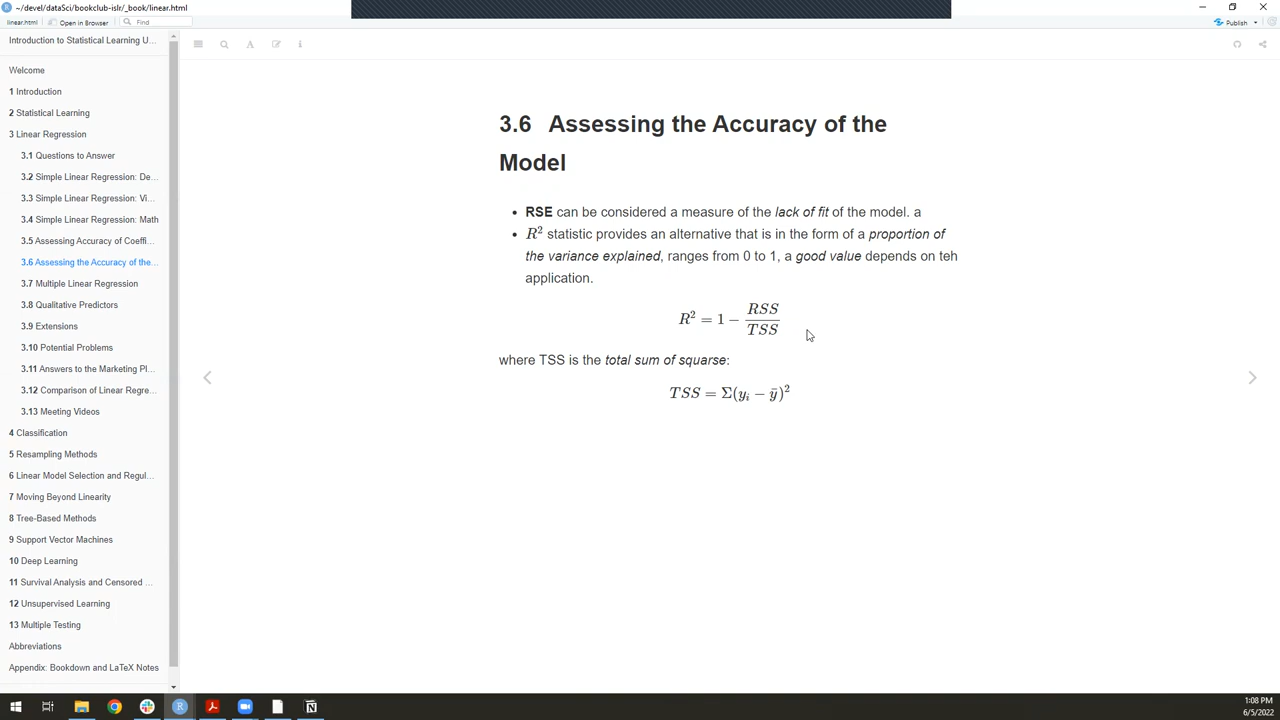 ~/devel/dataSci/bookclub-islr/_book/linear.html
linear.html
Open in Browser
Find
Publish
Introduction to Statistical Learning U...
Welcome
1 Introduction
2 Statistical Learning
3 Linear Regression
3.1 Questions to Answer
3.2 Simple Linear Regression: De...
3.3 Simple Linear Regression: Vi...
3.4 Simple Linear Regression: Math
3.5 Assessing Accuracy of Coeffi...
3.6 Assessing the Accuracy of the...
3.7 Multiple Linear Regression
3.8 Qualitative Predictors
3.9 Extensions
3.10 Potential Problems
3.11 Answers to the Marketing Pl...
3.12 Comparison of Linear Regre...
3.13 Meeting Videos
4 Classification
5 Resampling Methods
6 Linear Model Selection and Regul...
7 Moving Beyond Linearity
8 Tree-Based Methods
9 Support Vector Machines
10 Deep Learning
11 Survival Analysis and Censored ...
12 Unsupervised Learning
13 Multiple Testing
Abbreviations
Appendix: Bookdown and LaTeX Notes
3.6 Assessing the Accuracy of the
Model
• RSE can be considered a measure of the lack of fit of the model. a
• R² statistic provides an alternative that is in the form of a proportion of
the variance explained, ranges from 0 to 1, a good value depends on teh
application.
R² = 1 − RSS/TSS
where TSS is the total sum of squarse:
TSS = Σ(yᵢ − ȳ)²
1:08 PM
6/5/2022